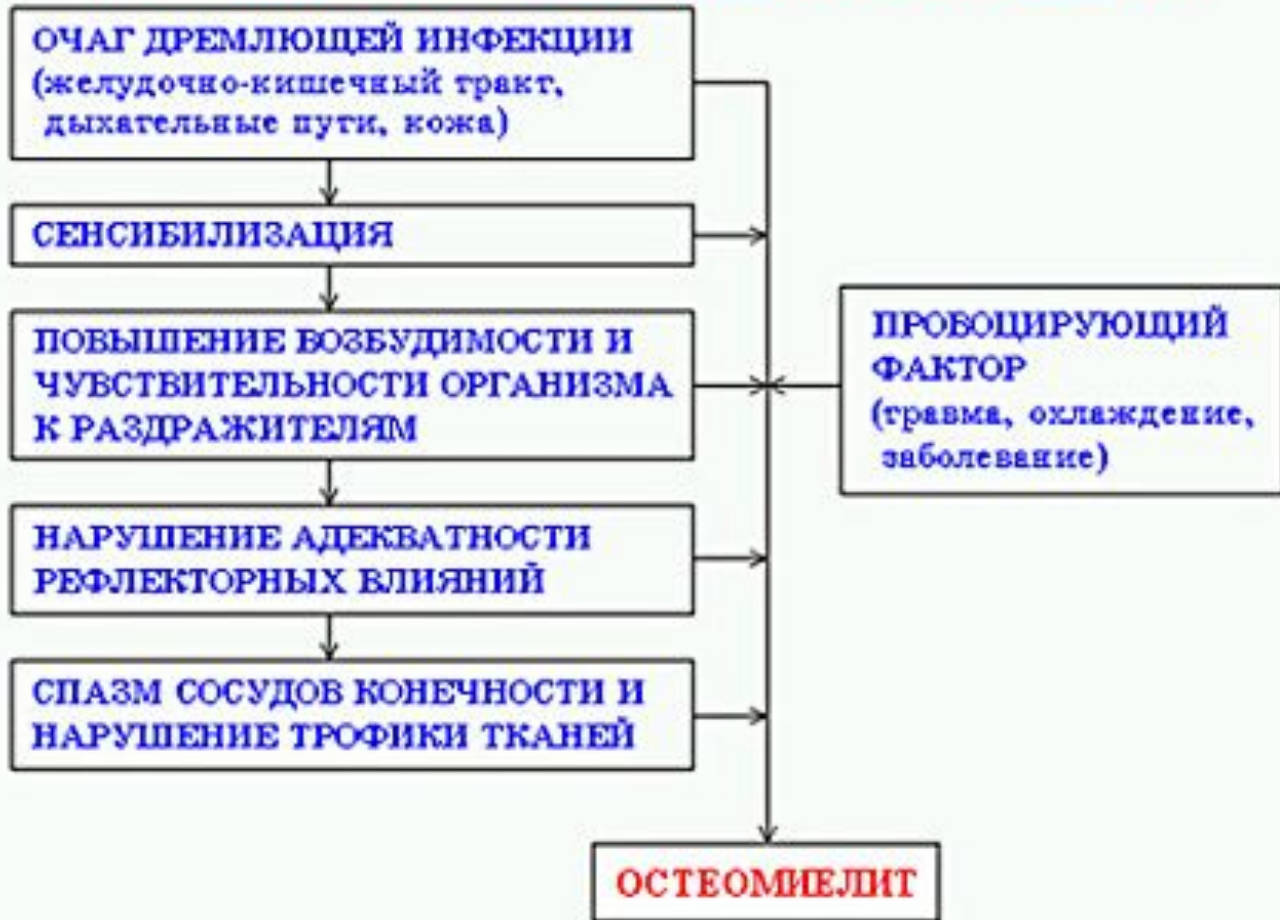 ОЧАГ ДРЕМЛЮЩЕЙ ИНФЕКЦИИ
(желудочно-кишечный тракт,
дыхательные пути, кожа)
СЕНСИБИЛИЗАЦИЯ
ПОВЫШЕНИЕ ВОЗБУДИМОСТИ И
ЧУВСТВИТЕЛЬНОСТИ ОРГАНИЗМА
К РАЗДРАЖИТЕЛЯМ
НАРУШЕНИЕ АДЕКВАТНОСТИ
РЕФЛЕКТОРНЫХ ВЛИЯНИЙ
СПАЗМ СОСУДОВ КОНЕЧНОСТИ И
НАРУШЕНИЕ ТРОФИКИ ТКАНЕЙ
ПРОВОЦИРУЮЩИЙ
ФАКТОР
(травма, охлаждение,
заболевание)
ОСТЕОМИЕЛИТ